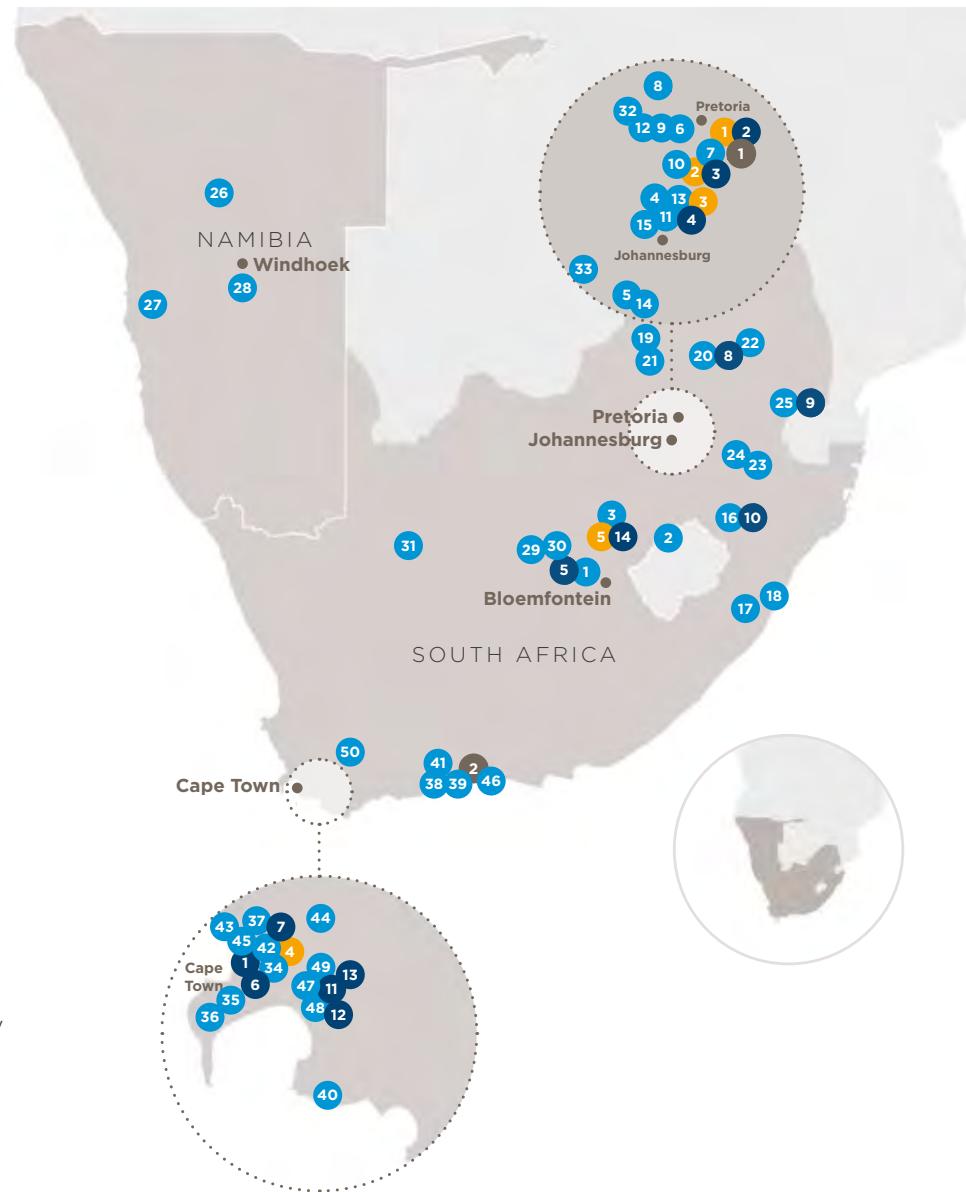 8
Pretoria
32
12 9 6
1 2
7 1
10 2 3
4 13 3
15 11 4
Johannesburg
26
NAMIBIA
Windhoek
28
27
33
5 14
19
21
20 8 22
25 9
Pretoria
Johannesburg
24 23
3
5 14
16 10
2
31
29 30
5 1
Bloemfontein
18
17
SOUTH AFRICA
50
41 2
38 39 46
Cape Town
43 37 7 44
45 42 4
1 34 49 13
Cape
Town
6 47 11
35 48 12
36
40
y